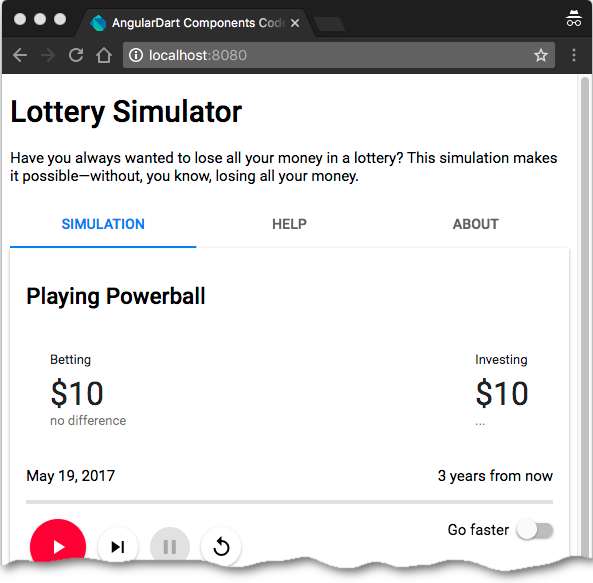 AngularDart Components Code
localhost:8080
Lottery Simulator
Have you always wanted to lose all your money in a lottery? This simulation makes
it possible—without, you know, losing all your money.
SIMULATION HELP ABOUT
Playing Powerball
Betting Investing
$10 $10
no difference ...
May 19, 2017 3 years from now
Go faster